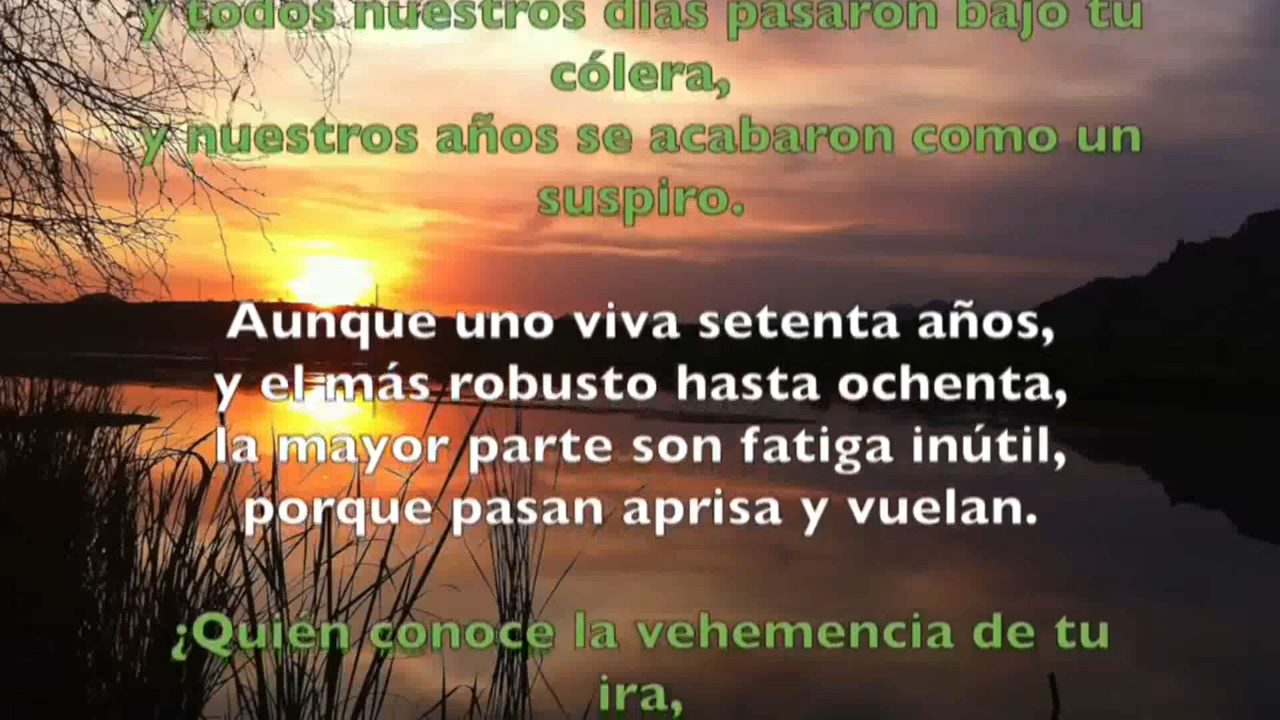 y todos nuestros días pasaron bajo tu
cólera,
y nuestros años se acabaron como un
suspiro.
Aunque uno viva setenta años,
y el más robusto hasta ochenta,
la mayor parte son fatiga inútil,
porque pasan aprisa y vuelan.
¿Quién conoce la vehemencia de tu
ira,